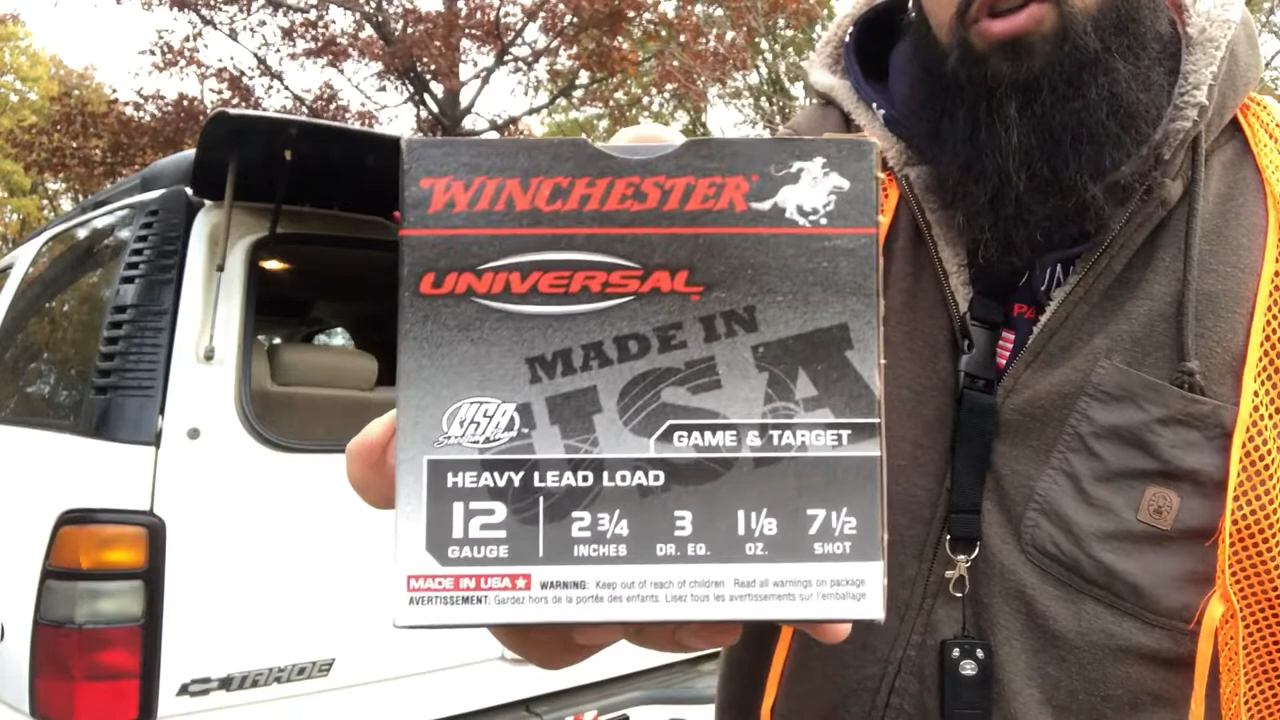 WINCHESTER
UNIVERSAL
MADE IN
USA
USA
Shooting Team™
GAME & TARGET
HEAVY LEAD LOAD
12 2 3/4 3 1 1/8 7 1/2
GAUGE INCHES DR. EQ. OZ. SHOT
MADE IN USA WARNING: Keep out of reach of children. Read all warnings on package
AVERTISSEMENT: Gardez hors de la portée des enfants. Lisez tous les avertissements sur l'emballage
TAHOE